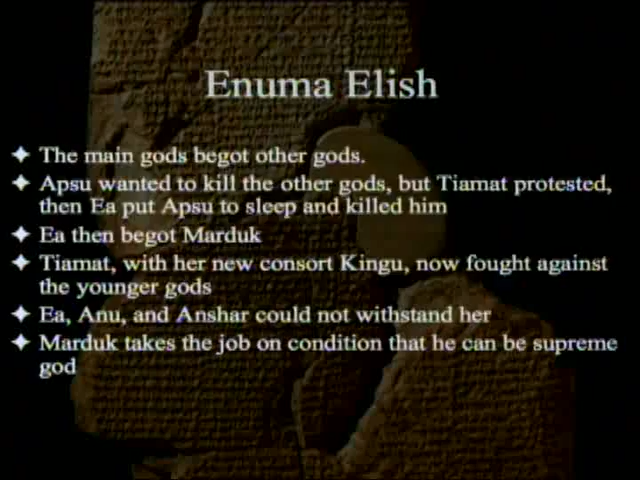 Enuma Elish
✦ The main gods begot other gods.
✦ Apsu wanted to kill the other gods, but Tiamat protested,
then Ea put Apsu to sleep and killed him
✦ Ea then begot Marduk
✦ Tiamat, with her new consort Kingu, now fought against
the younger gods
✦ Ea, Anu, and Anshar could not withstand her
✦ Marduk takes the job on condition that he can be supreme
god